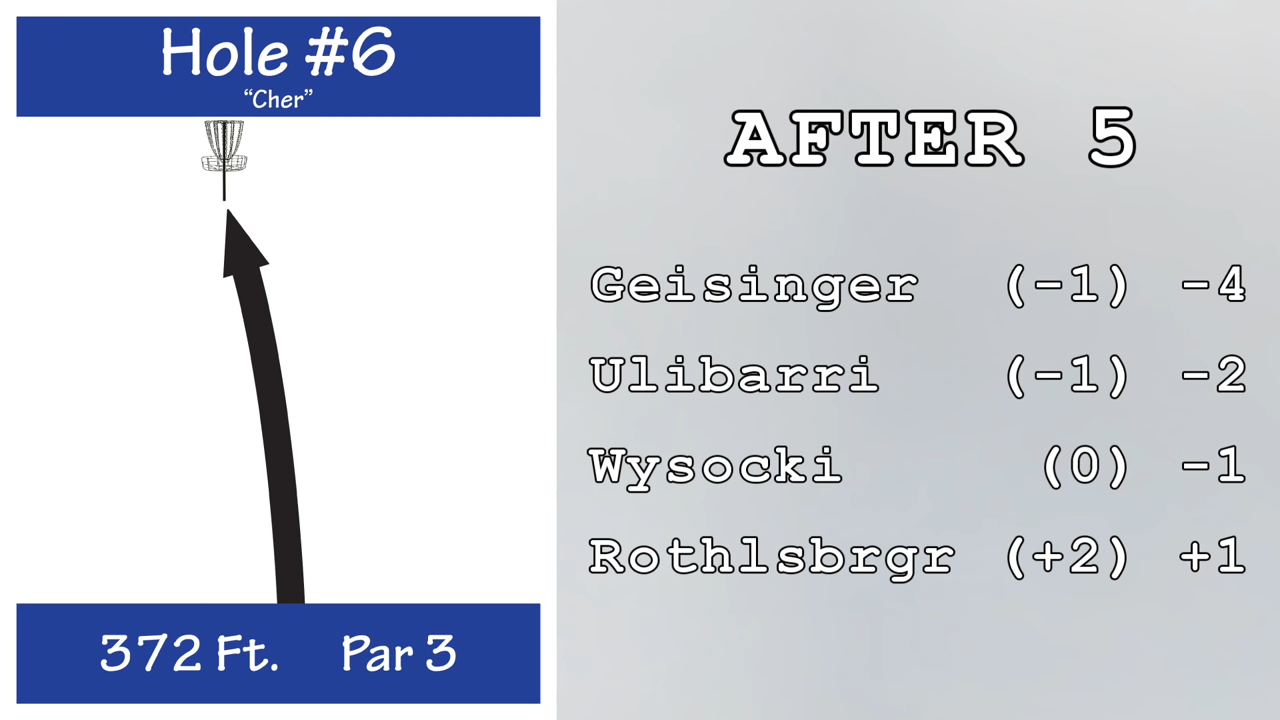 Hole #6
“Cher”
372 Ft. Par 3
AFTER 5
Geisinger (-1) -4
Ulibarri (-1) -2
Wysocki (0) -1
Rothlsbrgr (+2) +1